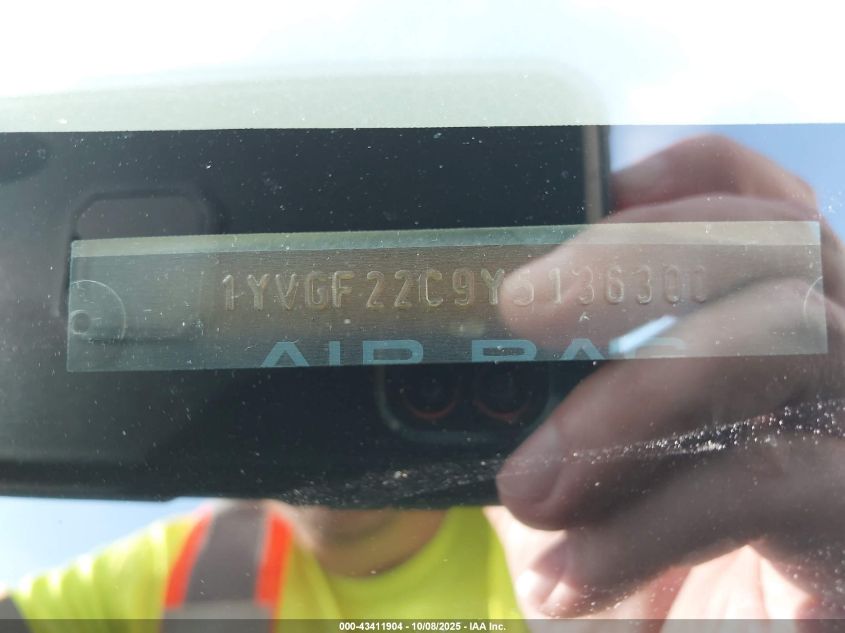 1YVGF22C9Y5136300
AIR BAG
000-43411904 - 10/08/2025 - IAA Inc.